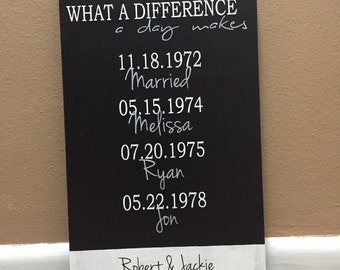 WHAT A DIFFERENCE
a day makes
11.18.1972
Married
05.15.1974
Melissa
07.20.1975
Ryan
05.22.1978
Jon
Robert & Jackie